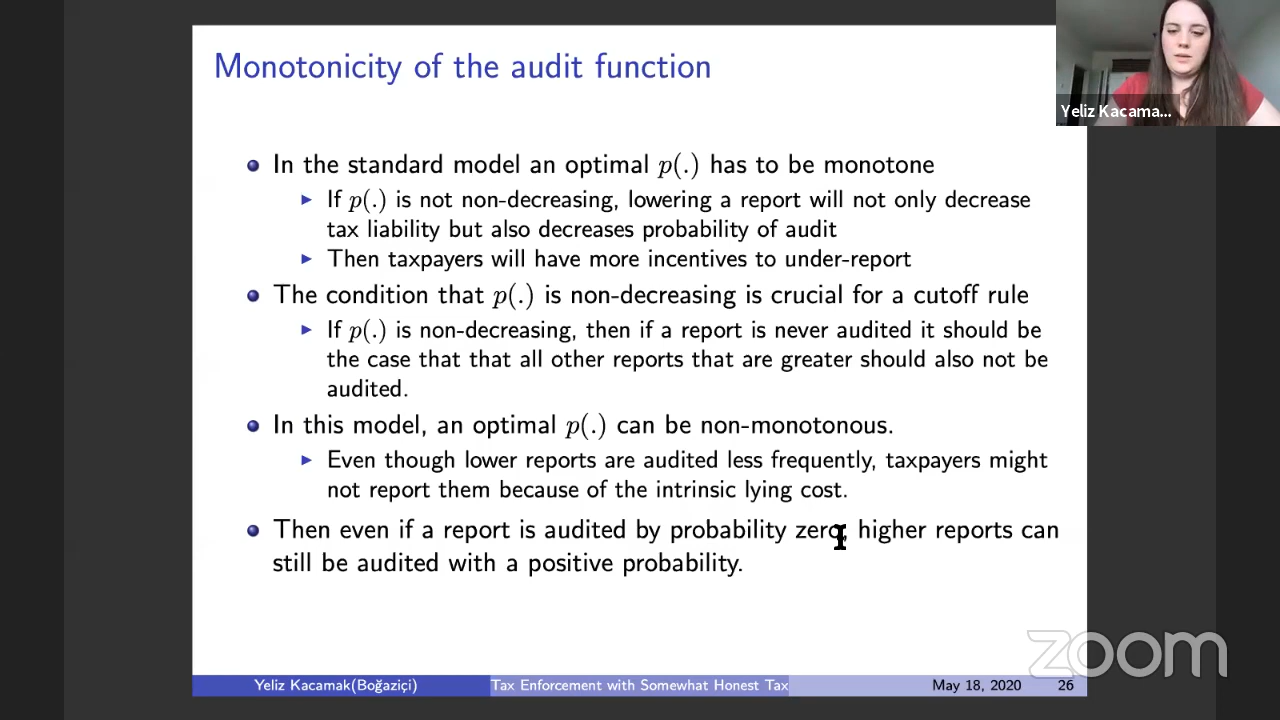 Monotonicity of the audit function
Yeliz Kacama...
In the standard model an optimal p(.) has to be monotone
If p(.) is not non-decreasing, lowering a report will not only decrease
tax liability but also decreases probability of audit
Then taxpayers will have more incentives to under-report
The condition that p(.) is non-decreasing is crucial for a cutoff rule
If p(.) is non-decreasing, then if a report is never audited it should be
the case that that all other reports that are greater should also not be
audited.
In this model, an optimal p(.) can be non-monotonous.
Even though lower reports are audited less frequently, taxpayers might
not report them because of the intrinsic lying cost.
Then even if a report is audited by probability zero, higher reports can
still be audited with a positive probability.
zoom
Yeliz Kacamak(Boğaziçi) Tax Enforcement with Somewhat Honest Tax May 18, 2020 26